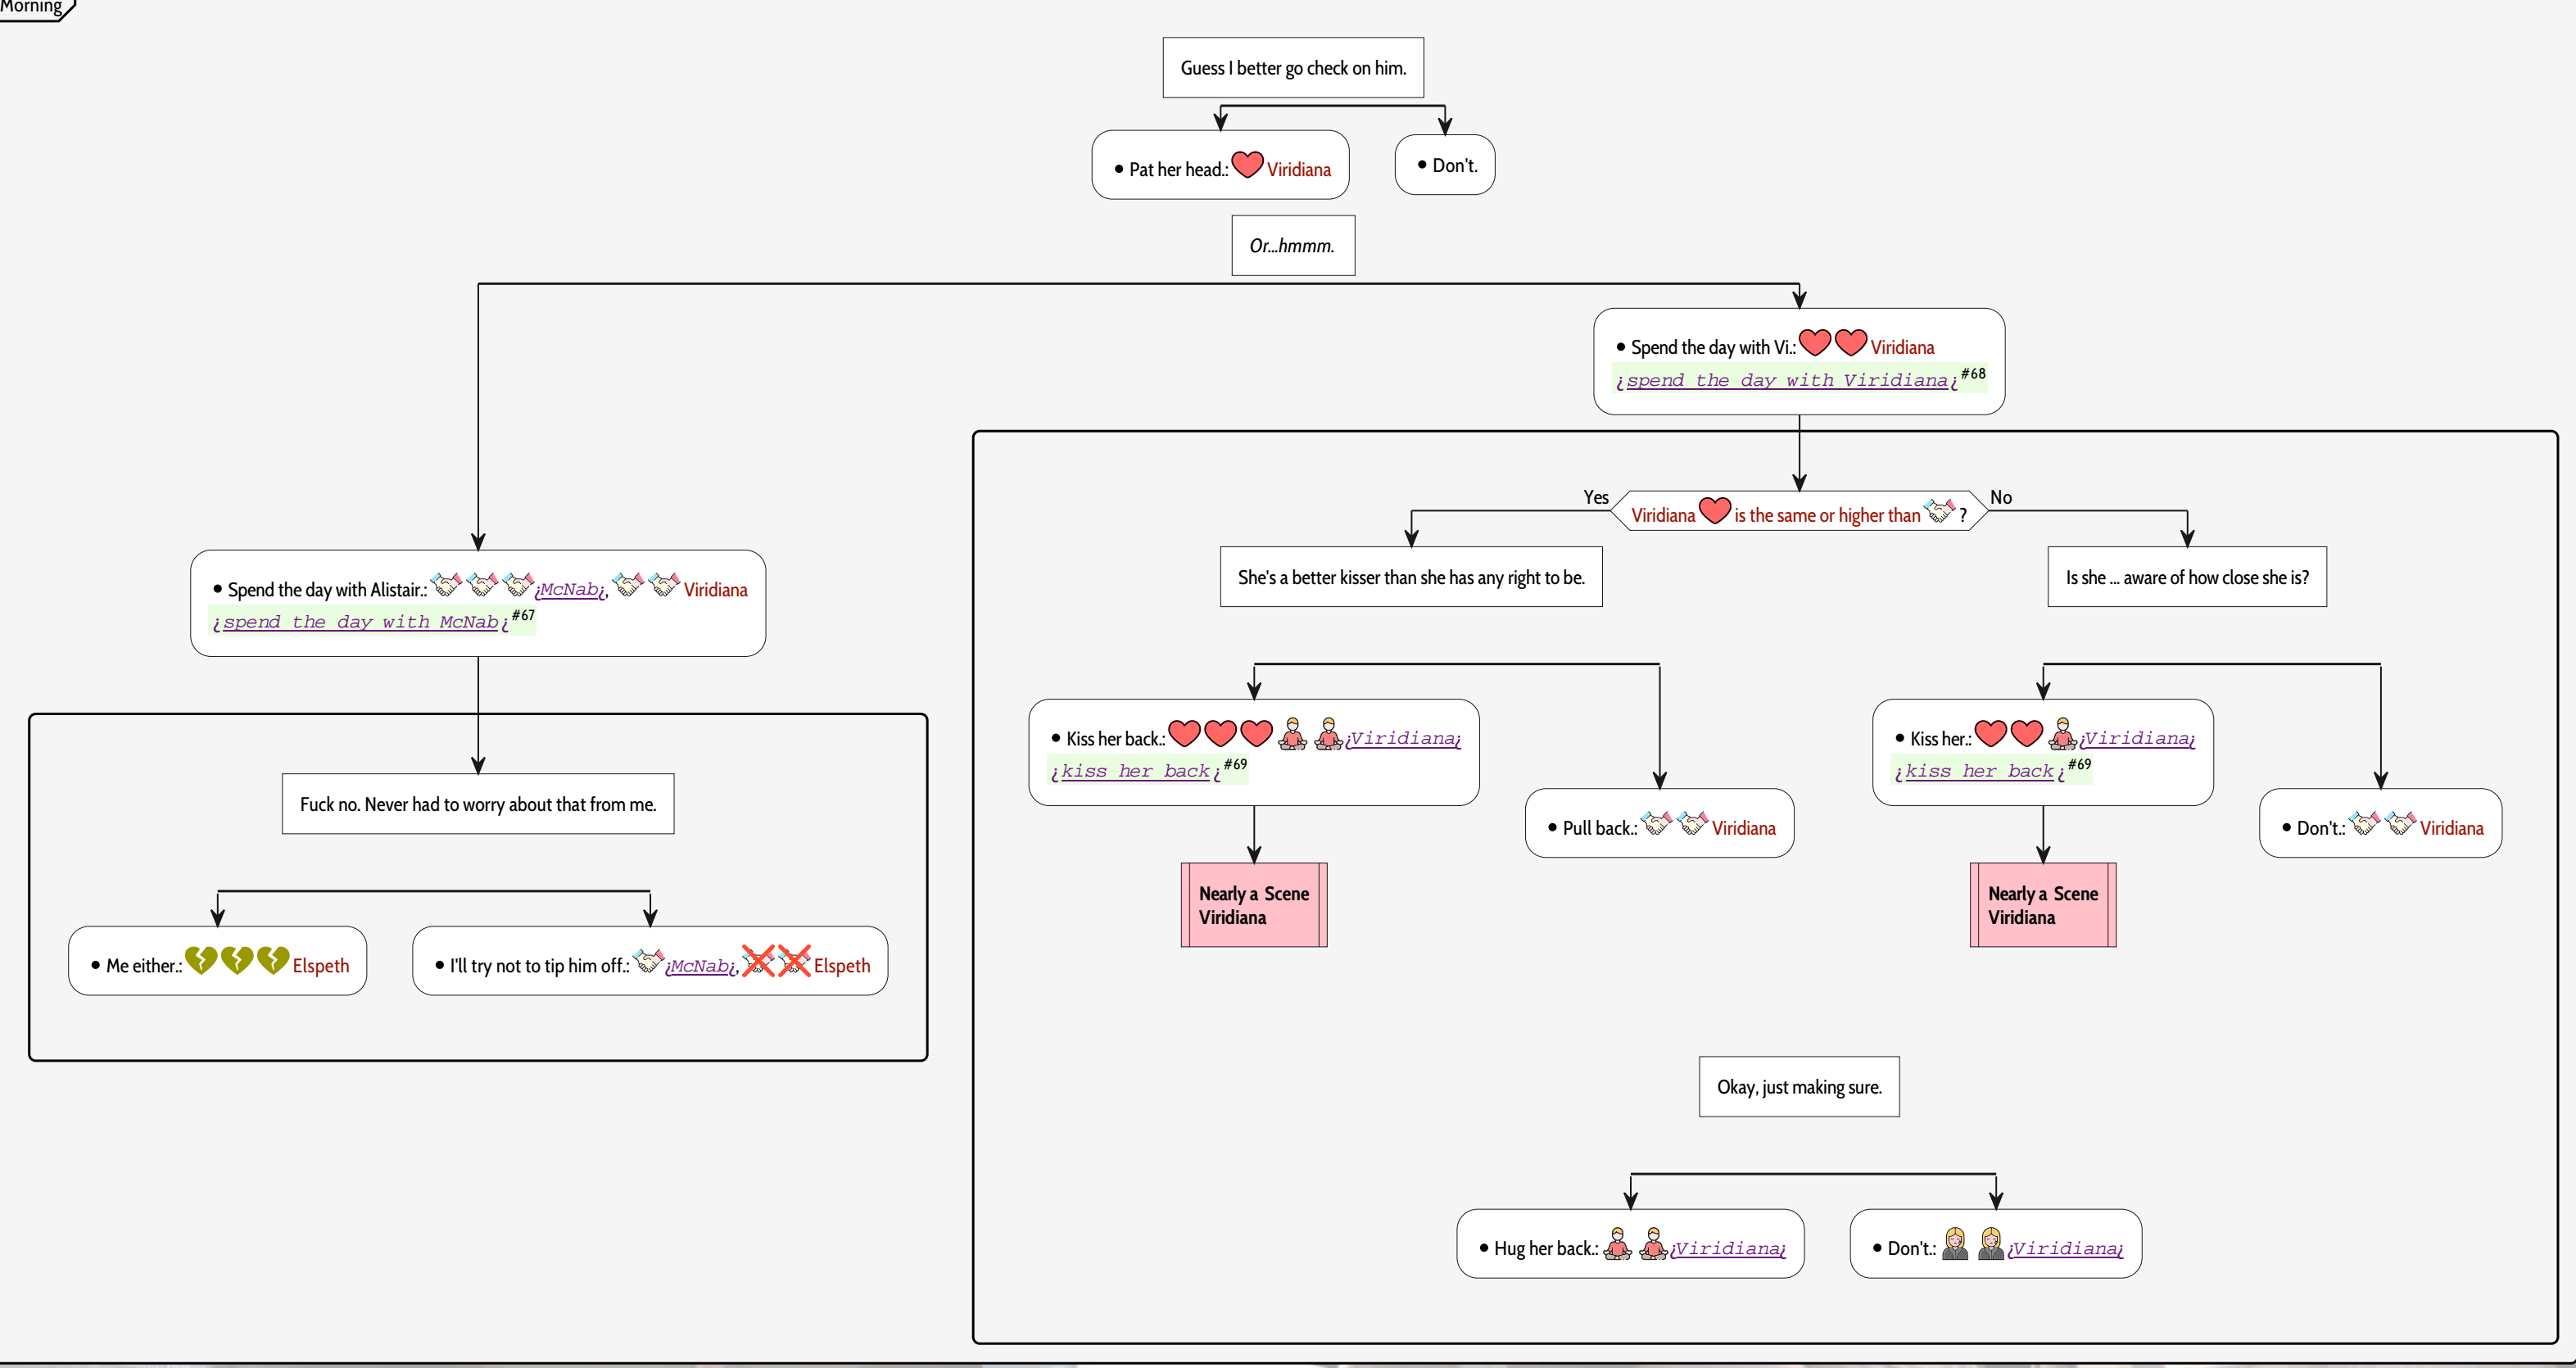 Morning
Guess I better go check on him.
• Pat her head.: Viridiana
• Don't.
Or...hmmm.
• Spend the day with Vi.: Viridiana
¿spend the day with Viridiana¿#68
Yes
Viridiana is the same or higher than ?
No
She's a better kisser than she has any right to be.
Is she ... aware of how close she is?
• Spend the day with Alistair.: ¿McNab¿, Viridiana
¿spend the day with McNab¿#67
• Kiss her back.: ¿Viridiana¿
¿kiss her back¿#69
• Pull back.: Viridiana
• Kiss her.: ¿Viridiana¿
¿kiss her back¿#69
• Don't.: Viridiana
Fuck no. Never had to worry about that from me.
Nearly a Scene
Viridiana
Nearly a Scene
Viridiana
• Me either.: Elspeth
• I'll try not to tip him off.: ¿McNab¿, Elspeth
Okay, just making sure.
• Hug her back.: ¿Viridiana¿
• Don't.: ¿Viridiana¿